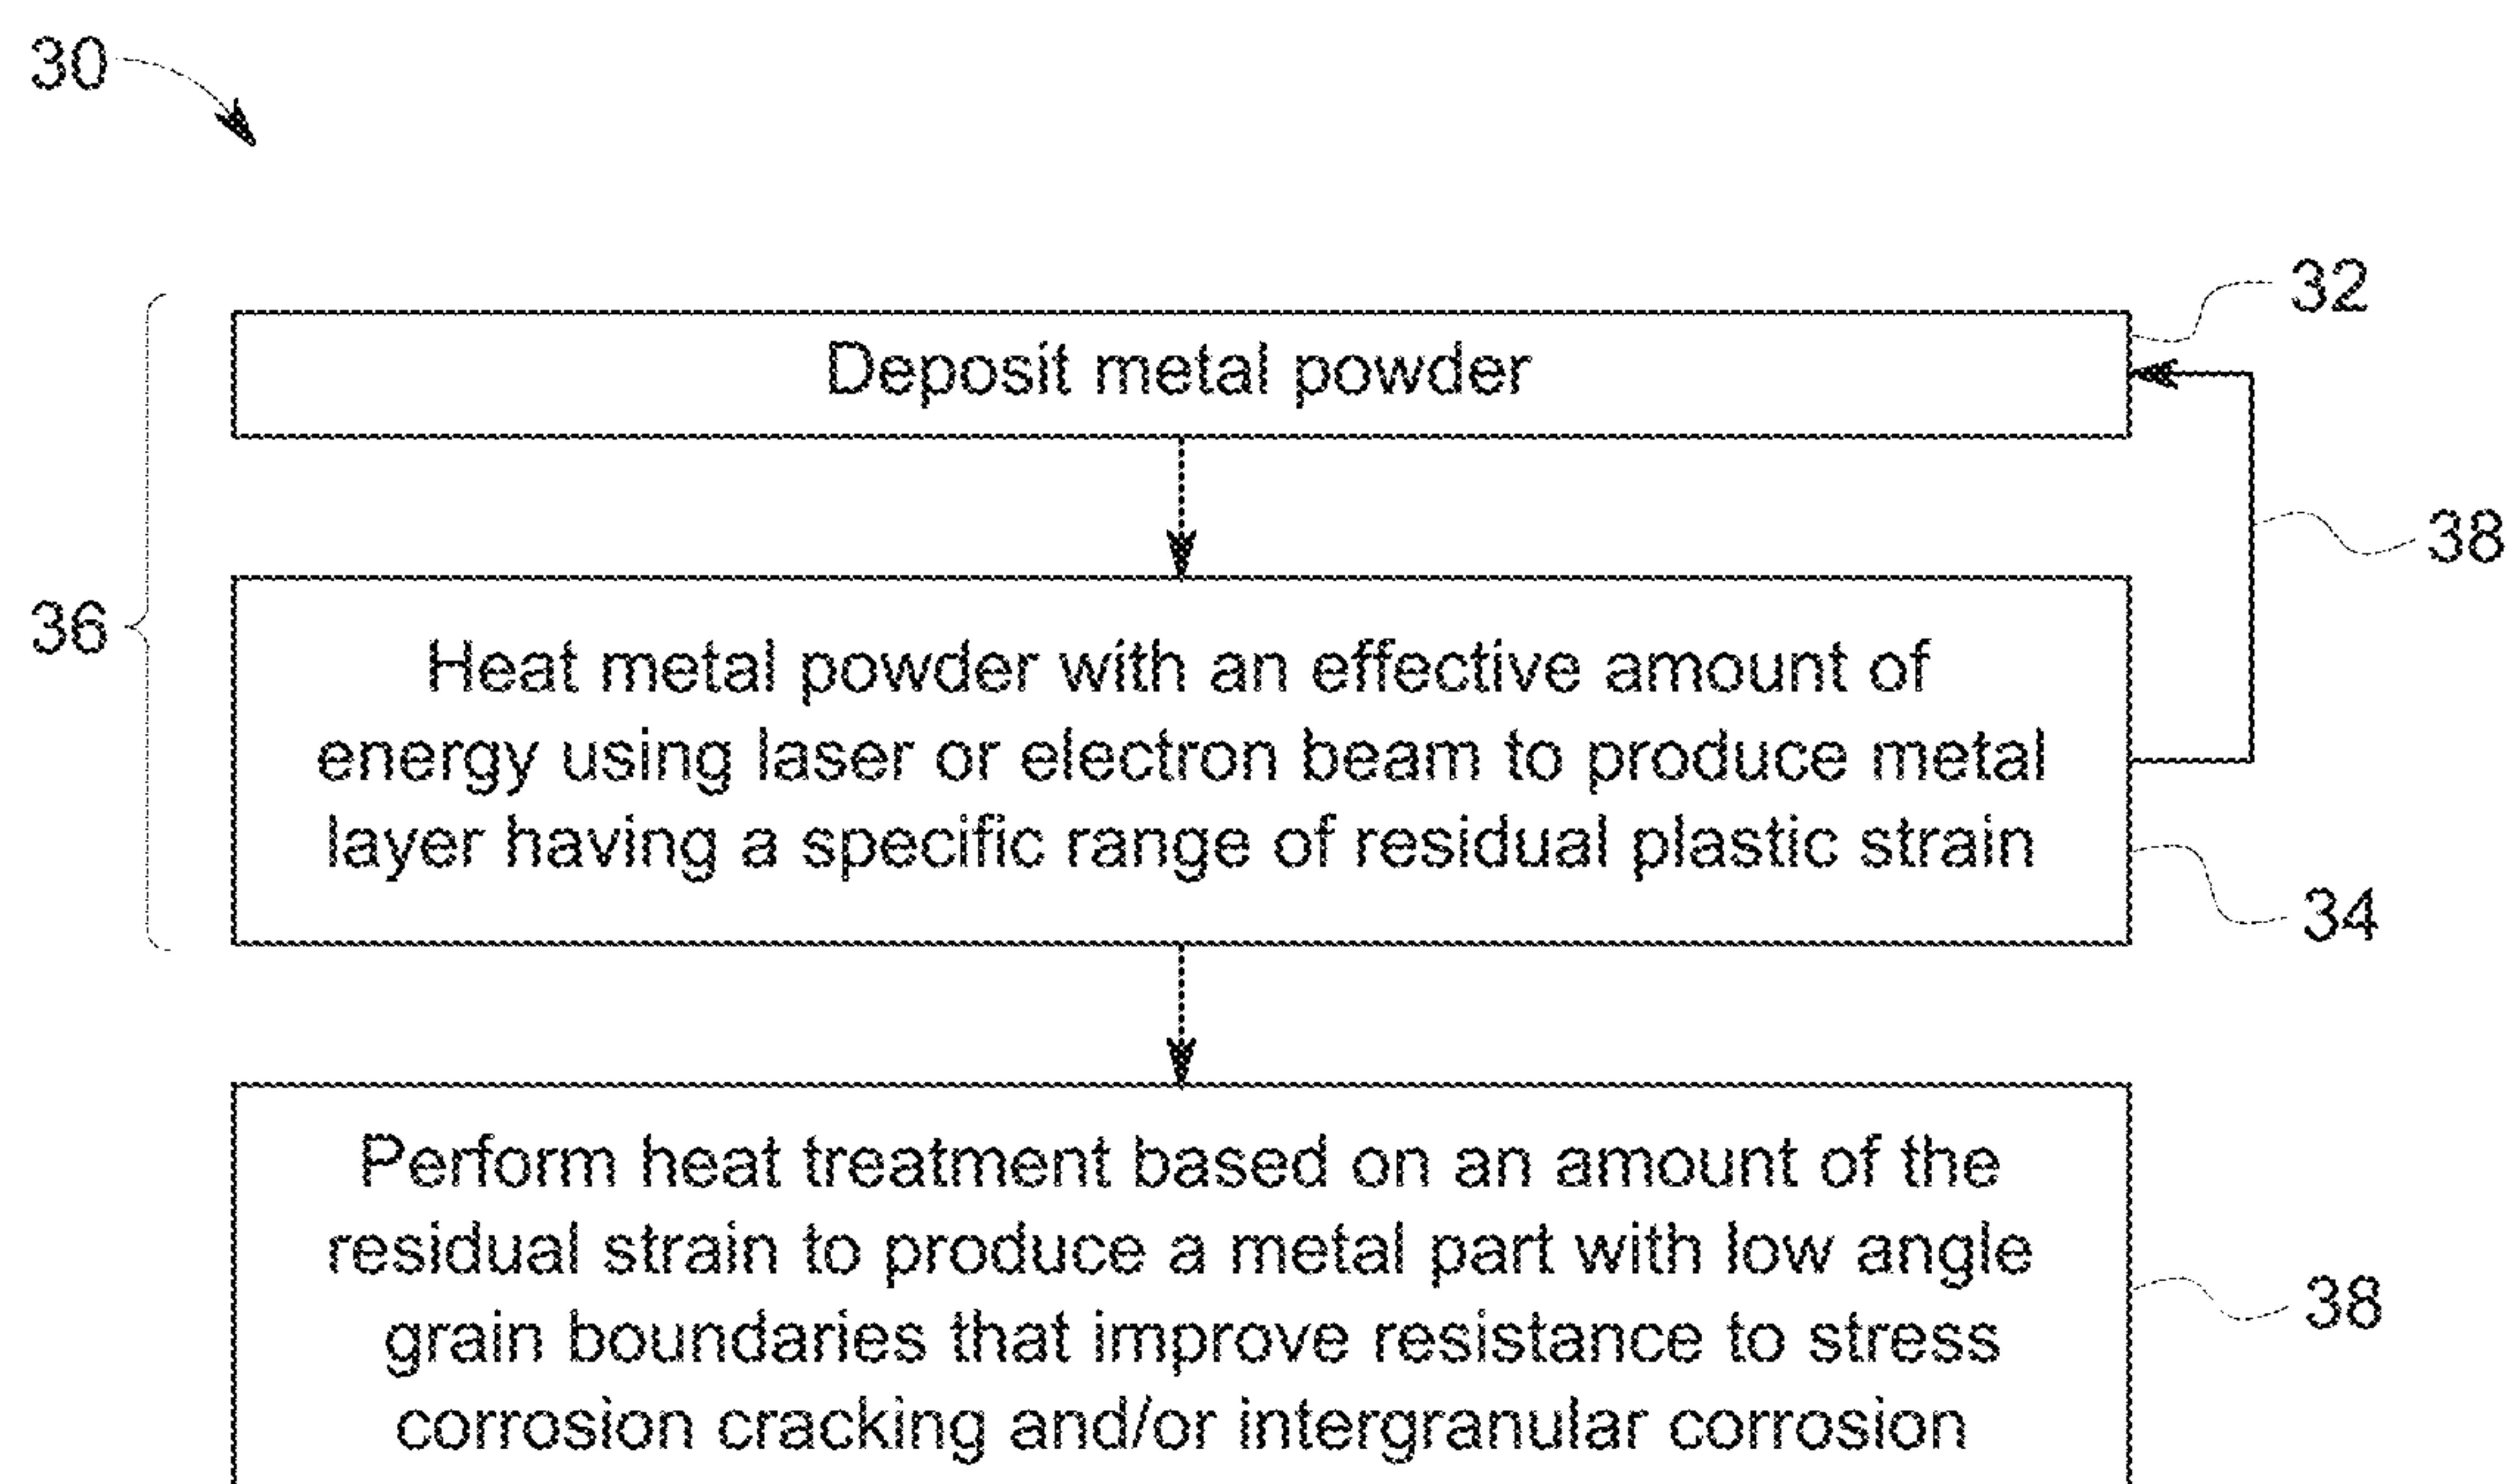 30
32
Deposit metal powder
38
36
Heat metal powder with an effective amount of
energy using laser or electron beam to produce metal
layer having a specific range of residual plastic strain
34
Perform heat treatment based on an amount of the
residual strain to produce a metal part with low angle
grain boundaries that improve resistance to stress
corrosion cracking and/or intergranular corrosion
38